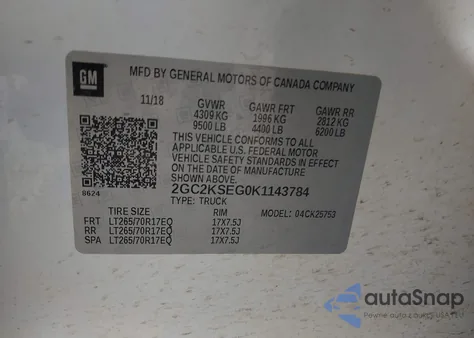 GM
MFD BY GENERAL MOTORS OF CANADA COMPANY
11/18 GVWR GAWR FRT GAWR RR
4309 KG 1996 KG 2812 KG
9500 LB 4400 LB 6200 LB
THIS VEHICLE CONFORMS TO ALL
APPLICABLE U.S. FEDERAL MOTOR
VEHICLE SAFETY STANDARDS IN EFFECT
ON THE DATE OF MANUFACTURE
SHOWN ABOVE.
8624
2GC2KSEG0K1143784
TYPE: TRUCK
TIRE SIZE RIM MODEL: 04CK25753
FRT LT265/70R17EQ 17X7.5J
RR LT265/70R17EQ 17X7.5J
SPA LT265/70R17EQ 17X7.5J
autoSnap
Pewne auto z USA